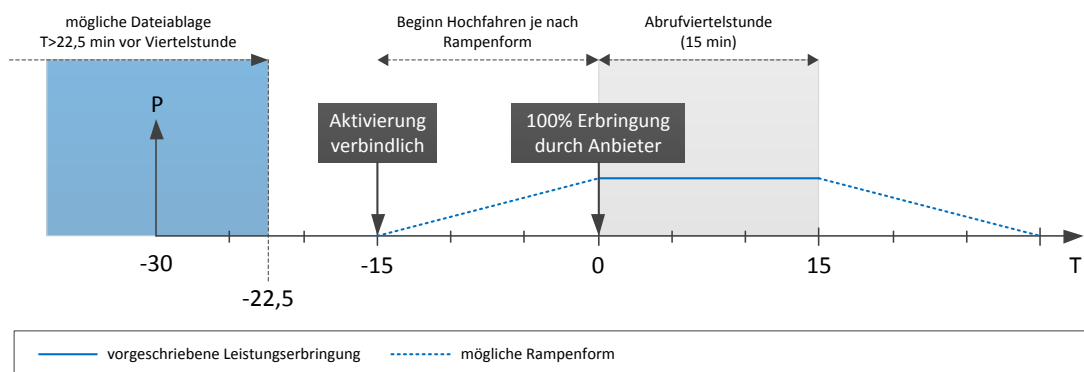 mögliche Dateiablage
T>22,5 min vor Viertelstunde
Beginn Hochfahren je nach
Rampenform
Abrufviertelstunde
(15 min)
P
Aktivierung
verbindlich
100% Erbringung
durch Anbieter
-30
-22,5
-15
0
15
T
vorgeschriebene Leistungserbringung
mögliche Rampenform